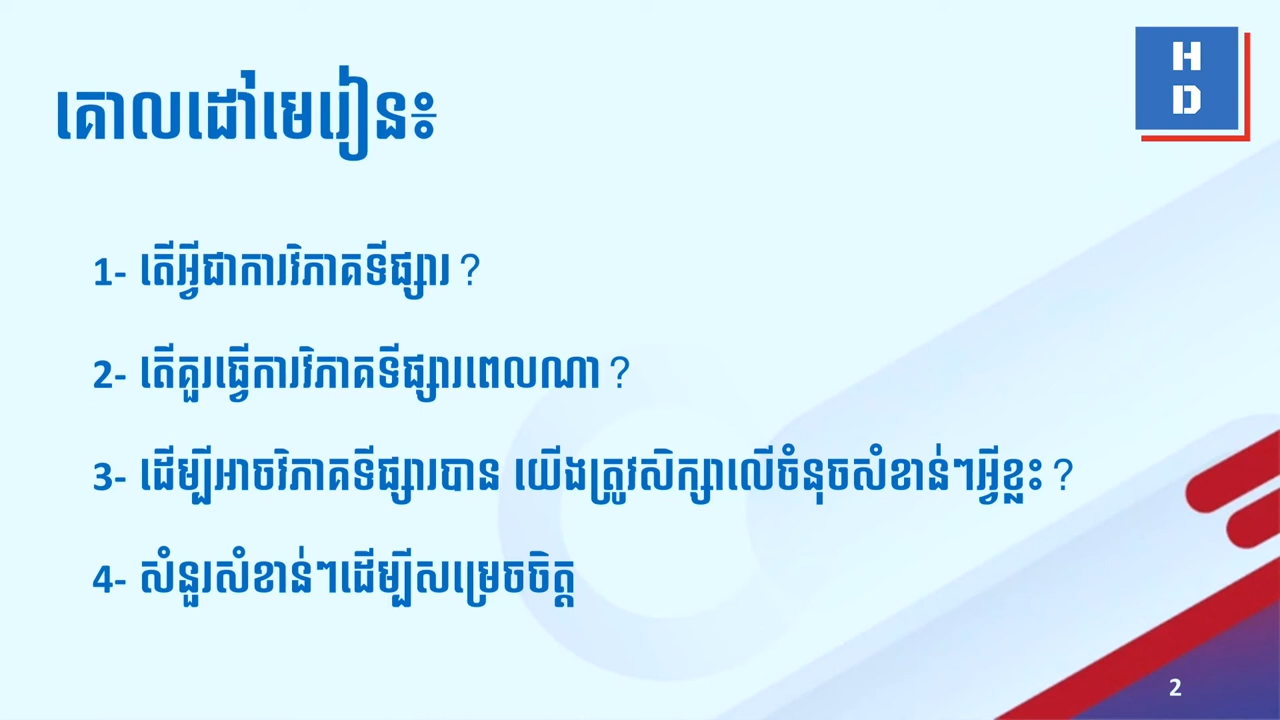 H
D
គោលដៅមេរៀន៖
1- តើអ្វីជាការវិភាគទីផ្សារ ?
2- តើគួរធ្វើការវិភាគទីផ្សារពេលណា ?
3- ដើម្បីអាចវិភាគទីផ្សារបាន យើងត្រូវសិក្សាលើចំនុចសំខាន់ៗអ្វីខ្លះ ?
4- សំនួរសំខាន់ៗដើម្បីសម្រេចចិត្ត
2